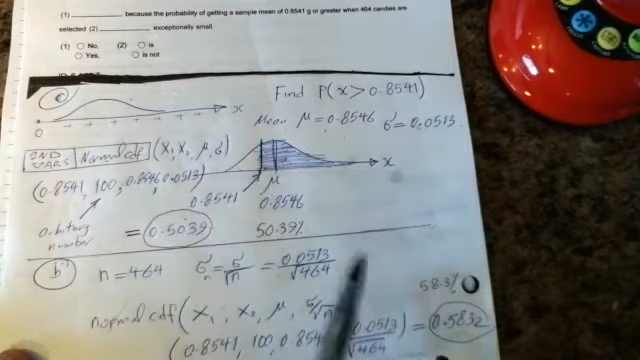 (1) ________ because the probability of getting a sample mean of 0.8541 g or greater when 464 candies are
selected (2) ________ exceptionally small.
(1) ○ No. (2) ○ is
○ Yes. ○ is not
a
Find P(x > 0.8541)
x
0
Mean μ = 0.8546 σ = 0.0513
2ND VARS Normalcdf (X₁, X₂, μ, σ)
x
(0.8541, 100, 0.8546, 0.0513)
0.8541 μ
0.8546
arbitary
number
= 0.5039 50.39%
b n = 464 σₙ = σ/√n = 0.0513/√464
58.3%
normalcdf (X₁, X₂, μ, σ/√n)
(0.8541, 100, 0.854 0.0513/√464) = 0.5832